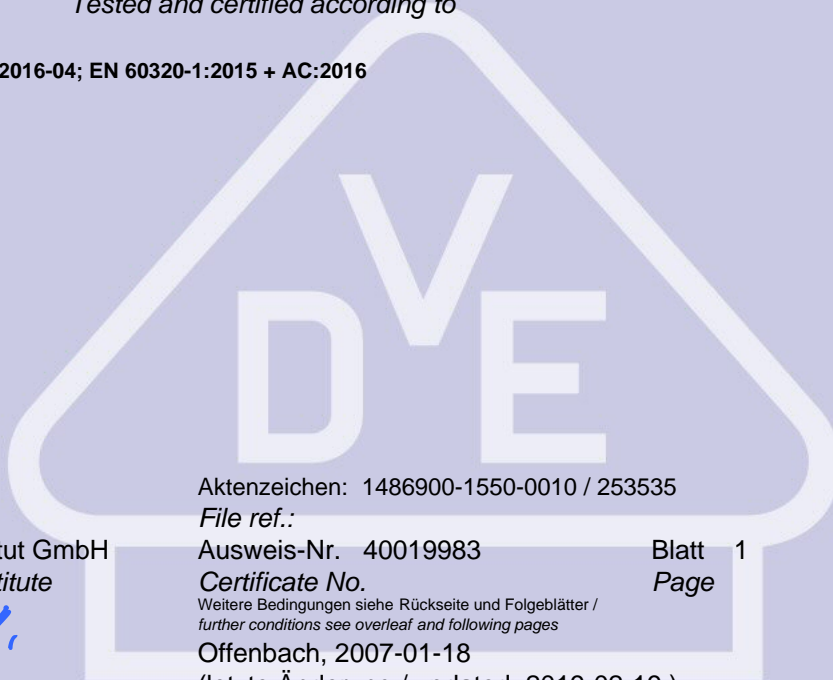 Tested and certified according to
2016-04; EN 60320-1:2015 + AC:2016
VDE
Aktenzeichen: 1486900-1550-0010 / 253535
File ref.:
GmbH
Ausweis-Nr. 40019983 Blatt 1
Certificate No. Page
Weitere Bedingungen siehe Rückseite und Folgeblätter /
further conditions see overleaf and following pages
Offenbach, 2007-01-18